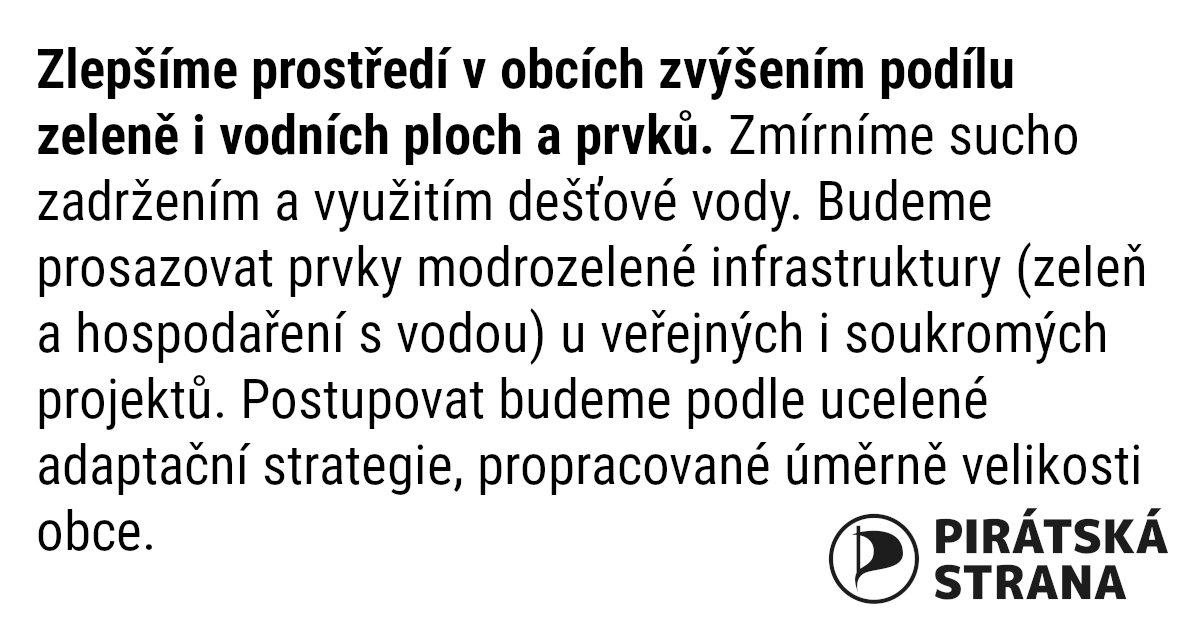 Zlepšíme prostředí v obcích zvýšením podílu
zeleně i vodních ploch a prvků. Zmírníme sucho
zadržením a využitím dešťové vody. Budeme
prosazovat prvky modrozelené infrastruktury (zeleň
a hospodaření s vodou) u veřejných i soukromých
projektů. Postupovat budeme podle ucelené
adaptační strategie, propracované úměrně velikosti
obce.
PIRÁTSKÁ
STRANA